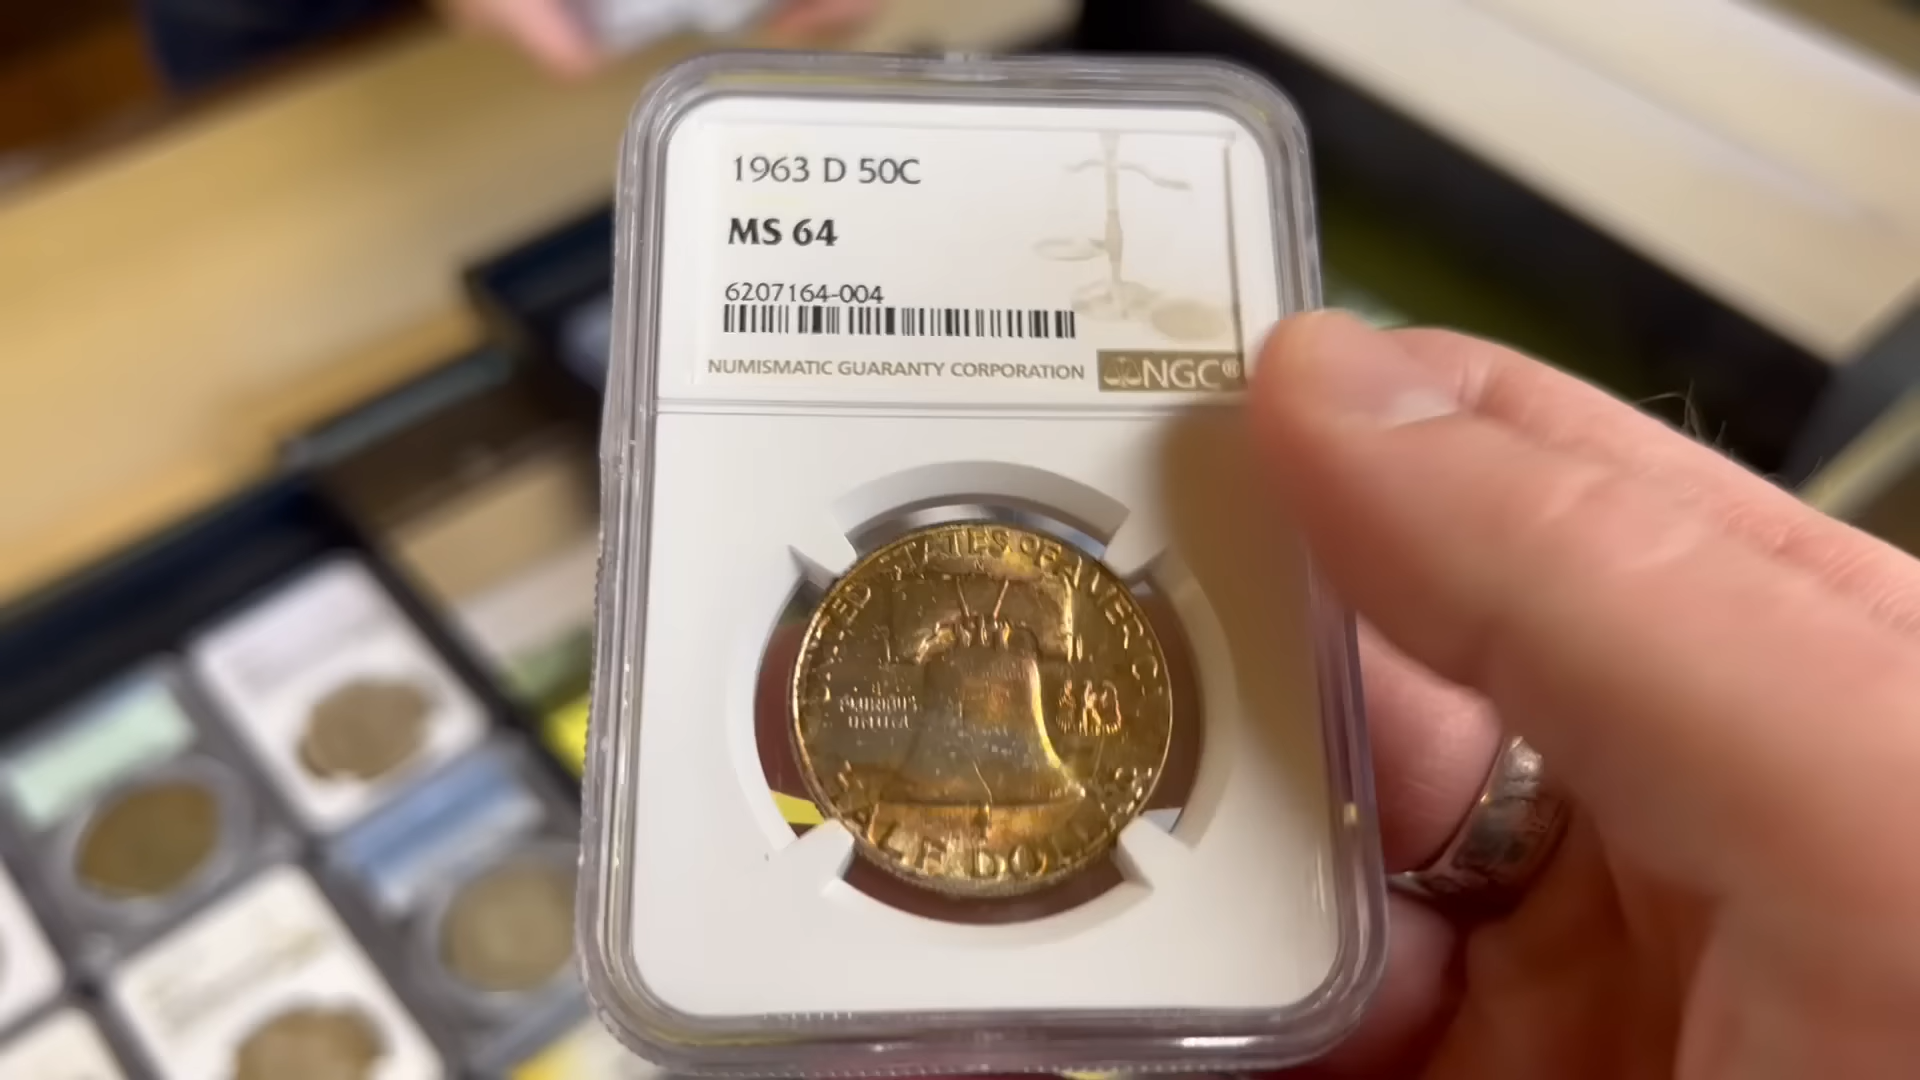 1963 D 50C
MS 64
6207164-004
NUMISMATIC GUARANTY CORPORATION NGC®
UNITED STATES OF AMERICA
E
PLURIBUS
UNUM
HALF DOLLAR